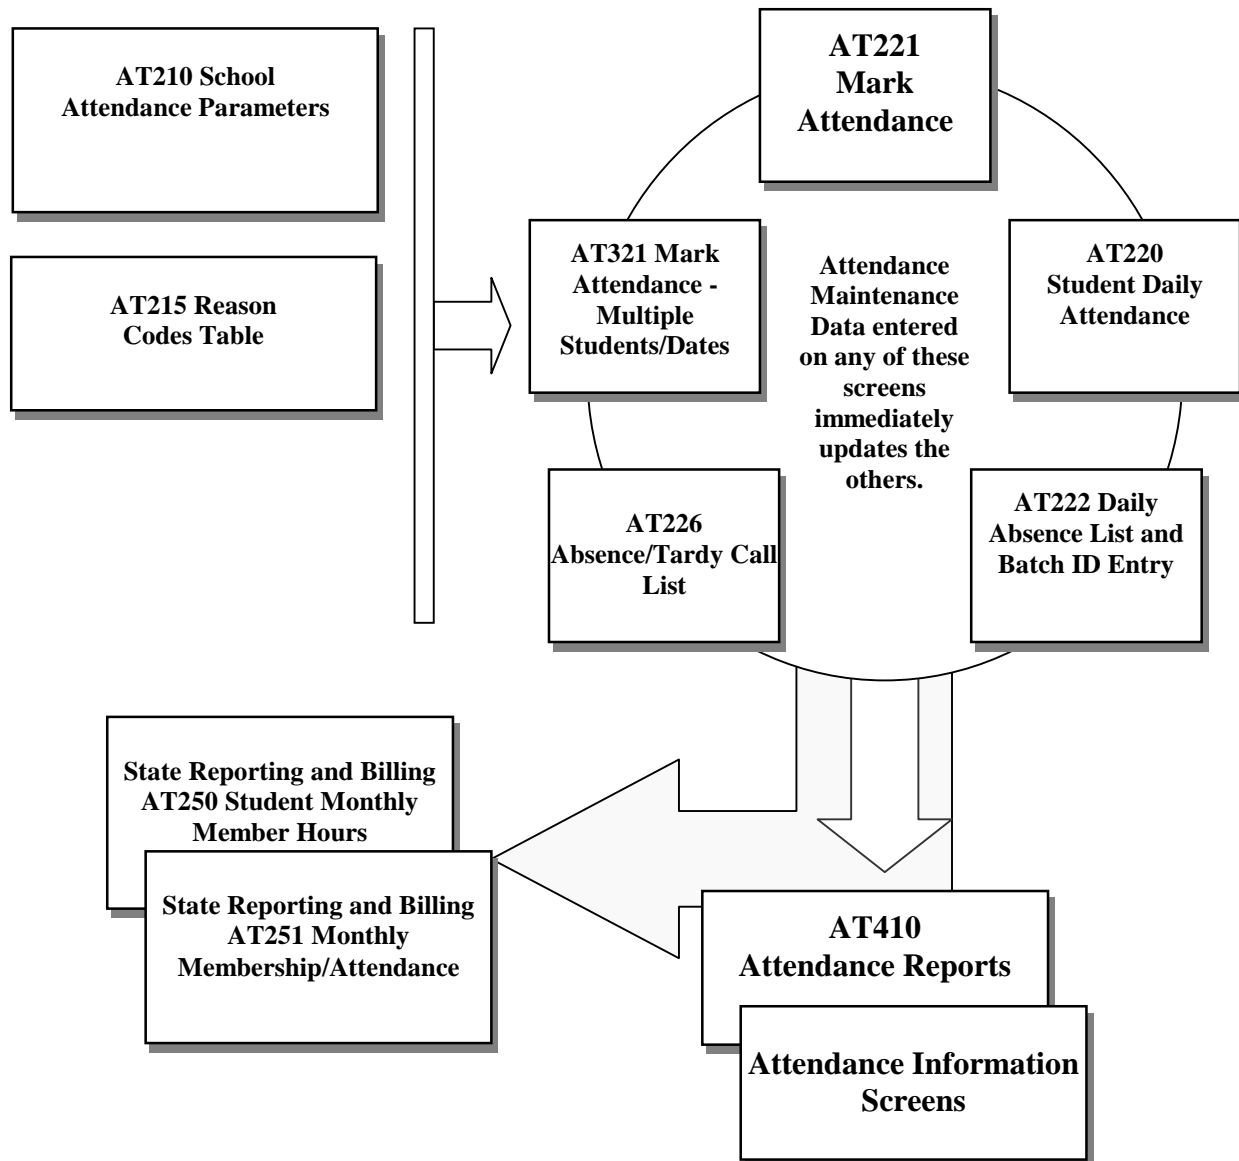 AT210 School
Attendance Parameters
AT215 Reason
Codes Table
AT221
Mark
Attendance
AT321 Mark
Attendance -
Multiple
Students/Dates
Attendance
Maintenance
Data entered
on any of these
screens
immediately
updates the
others.
AT220
Student Daily
Attendance
AT226
Absence/Tardy Call
List
AT222 Daily
Absence List and
Batch ID Entry
State Reporting and Billing
AT250 Student Monthly
Member Hours
State Reporting and Billing
AT251 Monthly
Membership/Attendance
AT410
Attendance Reports
Attendance Information
Screens